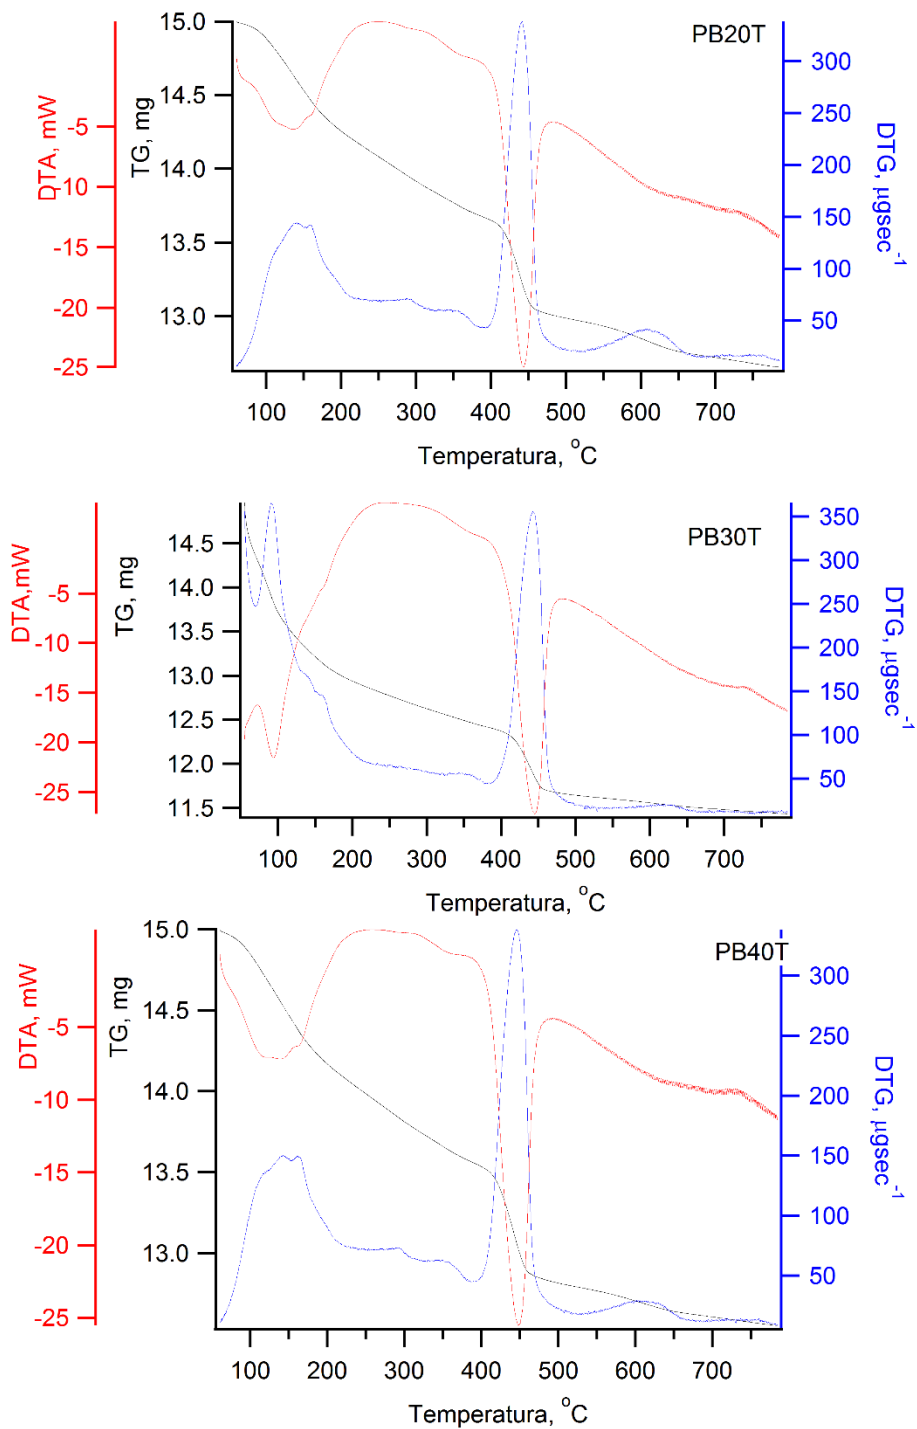 PB20T
15.0
14.5
14.0
13.5
13.0
TG, mg
-5
-10
-15
-20
-25
DTA, mW
300
250
200
150
100
50
DTG, µgsec⁻¹
100 200 300 400 500 600 700
Temperatura, °C
PB30T
14.5
14.0
13.5
13.0
12.5
12.0
11.5
TG, mg
-5
-10
-15
-20
-25
DTA,mW
350
300
250
200
150
100
50
DTG, µgsec⁻¹
100 200 300 400 500 600 700
Temperatura, °C
PB40T
15.0
14.5
14.0
13.5
13.0
TG, mg
-5
-10
-15
-20
-25
DTA, mW
300
250
200
150
100
50
DTG, µgsec⁻¹
100 200 300 400 500 600 700
Temperatura, °C